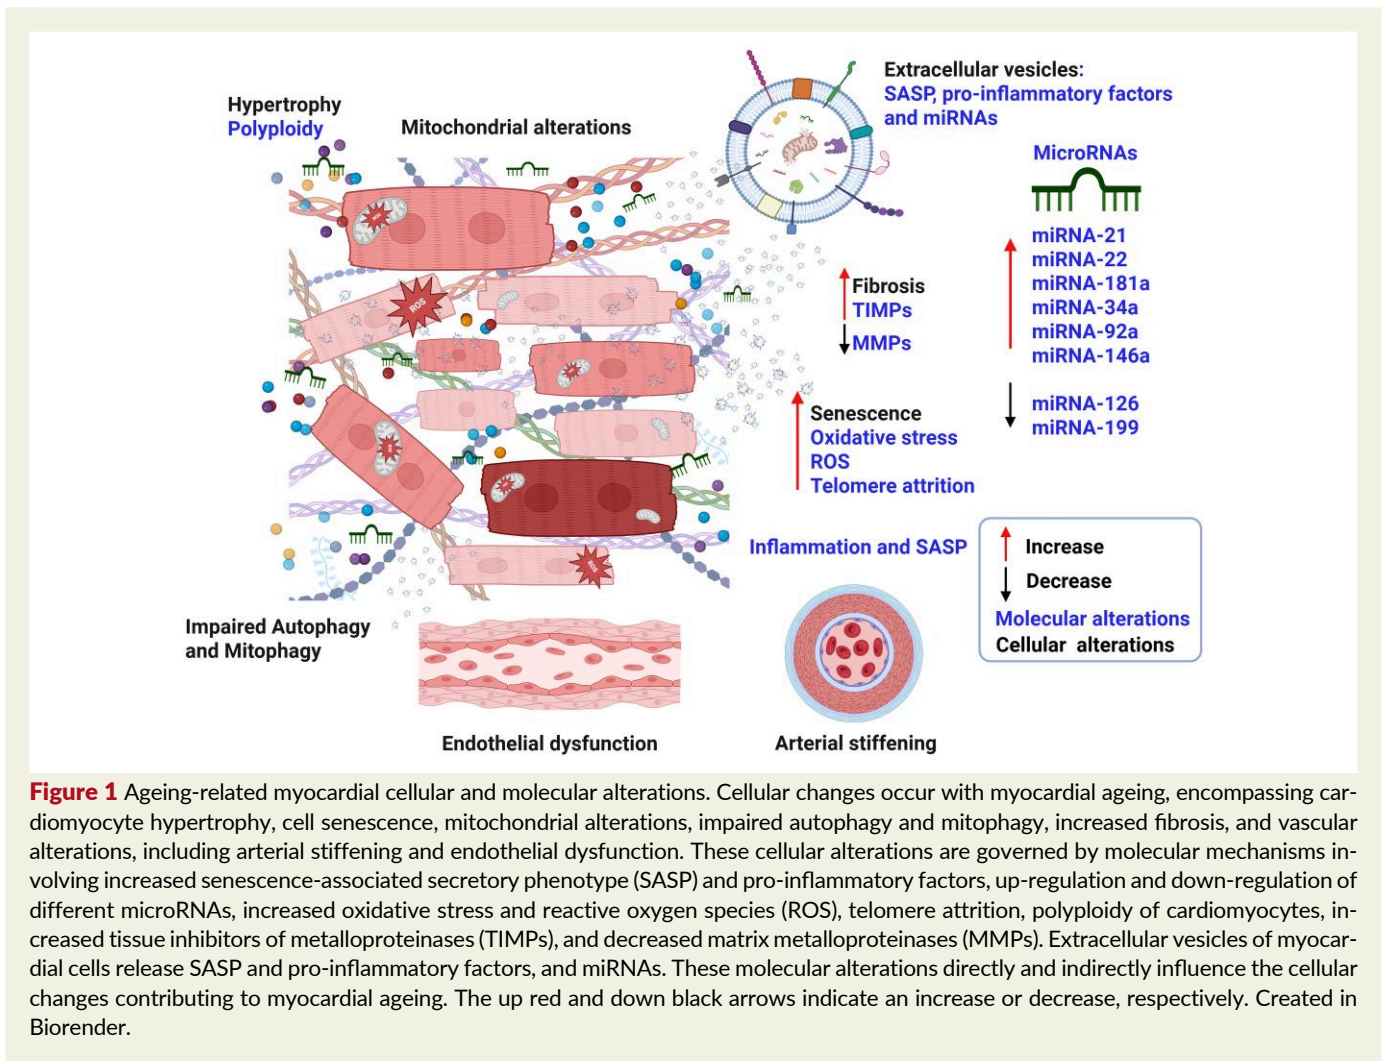 Hypertrophy
Polyploidy
Mitochondrial alterations
Extracellular vesicles:
SASP, pro-inflammatory factors
and miRNAs
MicroRNAs
miRNA-21
miRNA-22
miRNA-181a
miRNA-34a
miRNA-92a
miRNA-146a
miRNA-126
miRNA-199
Fibrosis
TIMPs
MMPs
ROS
Senescence
Oxidative stress
ROS
Telomere attrition
ROS
Inflammation and SASP
Increase
Decrease
Molecular alterations
Cellular alterations
Impaired Autophagy
and Mitophagy
Endothelial dysfunction
Arterial stiffening
Figure 1 Ageing-related myocardial cellular and molecular alterations. Cellular changes occur with myocardial ageing, encompassing car-
diomyocyte hypertrophy, cell senescence, mitochondrial alterations, impaired autophagy and mitophagy, increased fibrosis, and vascular
alterations, including arterial stiffening and endothelial dysfunction. These cellular alterations are governed by molecular mechanisms in-
volving increased senescence-associated secretory phenotype (SASP) and pro-inflammatory factors, up-regulation and down-regulation of
different microRNAs, increased oxidative stress and reactive oxygen species (ROS), telomere attrition, polyploidy of cardiomyocytes, in-
creased tissue inhibitors of metalloproteinases (TIMPs), and decreased matrix metalloproteinases (MMPs). Extracellular vesicles of myocar-
dial cells release SASP and pro-inflammatory factors, and miRNAs. These molecular alterations directly and indirectly influence the cellular
changes contributing to myocardial ageing. The up red and down black arrows indicate an increase or decrease, respectively. Created in
Biorender.